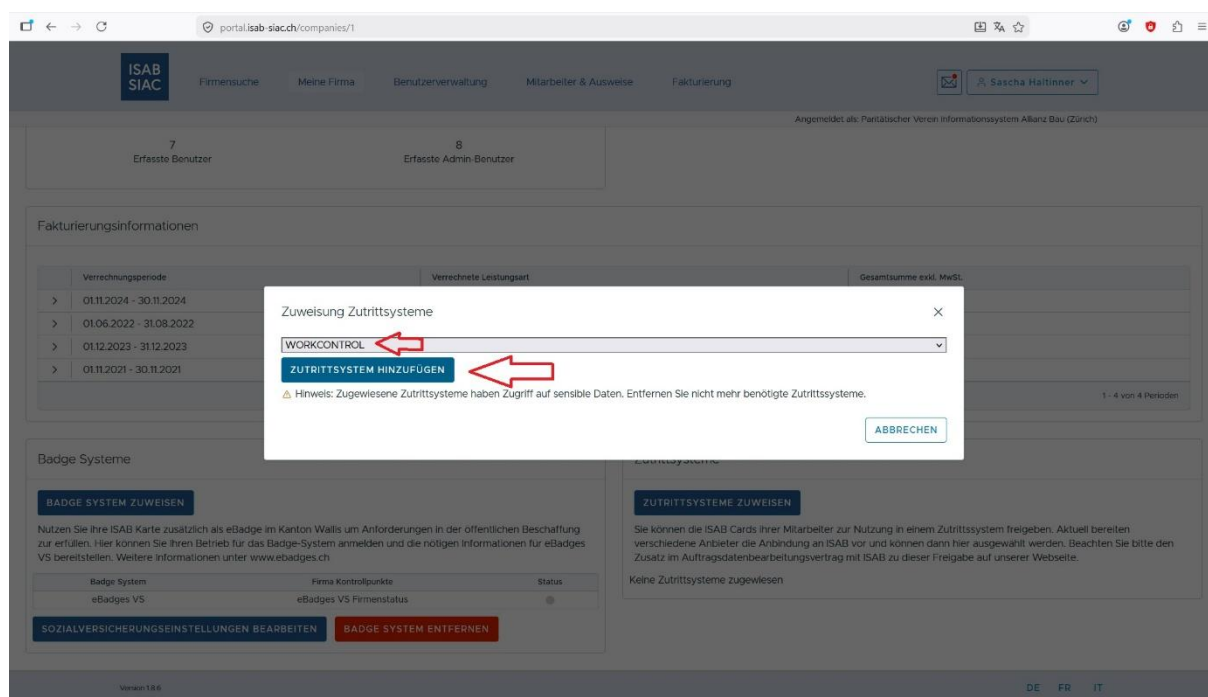 portal.isab-siac.ch/companies/1
ISAB
SIAC
Firmensuche
Meine Firma
Benutzerverwaltung
Mitarbeiter & Ausweise
Fakturierung
Sascha Haltinner
Angemeldet als: Paritätischer Verein Informationssystem Allianz Bau (Zürich)
7
Erfasste Benutzer
8
Erfasste Admin-Benutzer
Fakturierungsinformationen
Verrechnungsperiode Verrechnete Leistungsart Gesamtsumme exkl. MwSt.
01.11.2024 - 30.11.2024
01.06.2022 - 31.08.2022
01.12.2023 - 31.12.2023
01.11.2021 - 30.11.2021
1 - 4 von 4 Perioden
Zuweisung Zutrittsysteme
WORKCONTROL
ZUTRITTSYSTEM HINZUFÜGEN
Hinweis: Zugewiesene Zutrittsysteme haben Zugriff auf sensible Daten. Entfernen Sie nicht mehr benötigte Zutrittssysteme.
ABBRECHEN
Badge Systeme
BADGE SYSTEM ZUWEISEN
Nutzen Sie ihre ISAB Karte zusätzlich als eBadge im Kanton Wallis um Anforderungen in der öffentlichen Beschaffung
zur erfüllen. Hier können Sie Ihren Betrieb für das Badge-System anmelden und die nötigen Informationen für eBadges
VS bereitstellen. Weitere Informationen unter www.ebadges.ch
Badge System Firma Kontrollpunkte Status
eBadges VS eBadges VS Firmenstatus
SOZIALVERSICHERUNGSEINSTELLUNGEN BEARBEITEN
BADGE SYSTEM ENTFERNEN
Zutrittsysteme
ZUTRITTSYSTEME ZUWEISEN
Sie können die ISAB Cards ihrer Mitarbeiter zur Nutzung in einem Zutrittssystem freigeben. Aktuell bereiten
verschiedene Anbieter die Anbindung an ISAB vor und können dann hier ausgewählt werden. Beachten Sie bitte den
Zusatz im Auftragsdatenbearbeitungsvertrag mit ISAB zu dieser Freigabe auf unserer Webseite.
Keine Zutrittsysteme zugewiesen
Version 1.8.6
DE FR IT